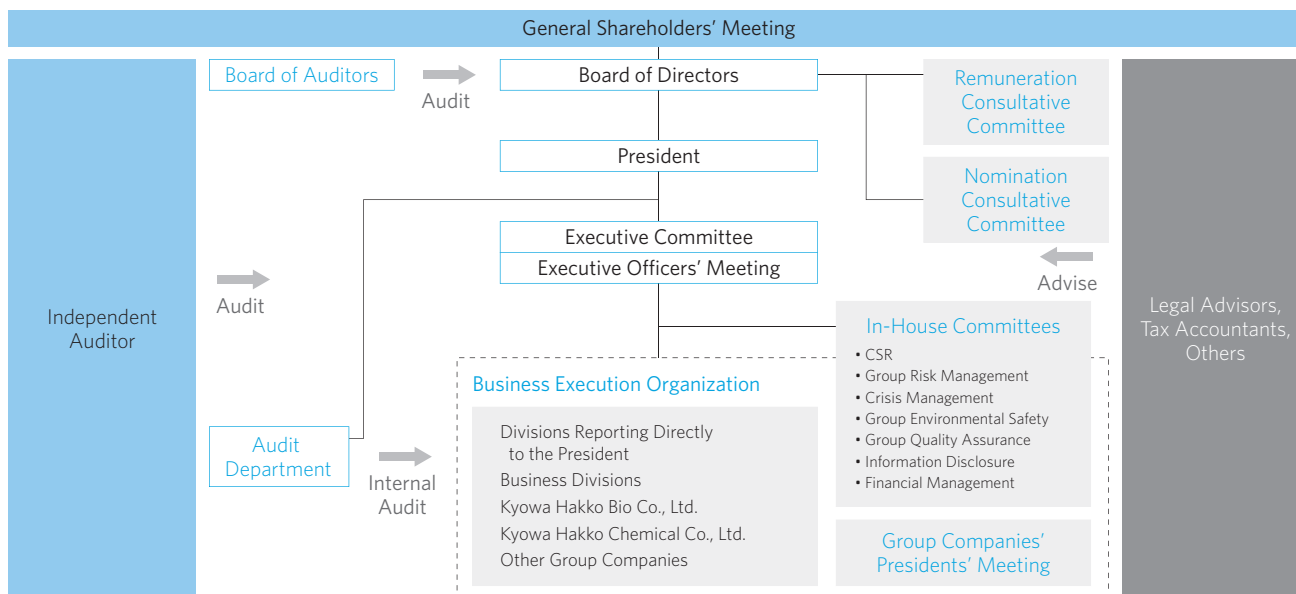 General Shareholders’ Meeting
Board of Auditors
Audit
Board of Directors
Remuneration
Consultative
Committee
President
Nomination
Consultative
Committee
Executive Committee
Executive Officers’ Meeting
Advise
Independent
Auditor
Audit
Legal Advisors,
Tax Accountants,
Others
In-House Committees
• CSR
• Group Risk Management
• Crisis Management
• Group Environmental Safety
• Group Quality Assurance
• Information Disclosure
• Financial Management
Business Execution Organization
Divisions Reporting Directly
to the President
Business Divisions
Kyowa Hakko Bio Co., Ltd.
Kyowa Hakko Chemical Co., Ltd.
Other Group Companies
Audit
Department
Internal
Audit
Group Companies’
Presidents’ Meeting